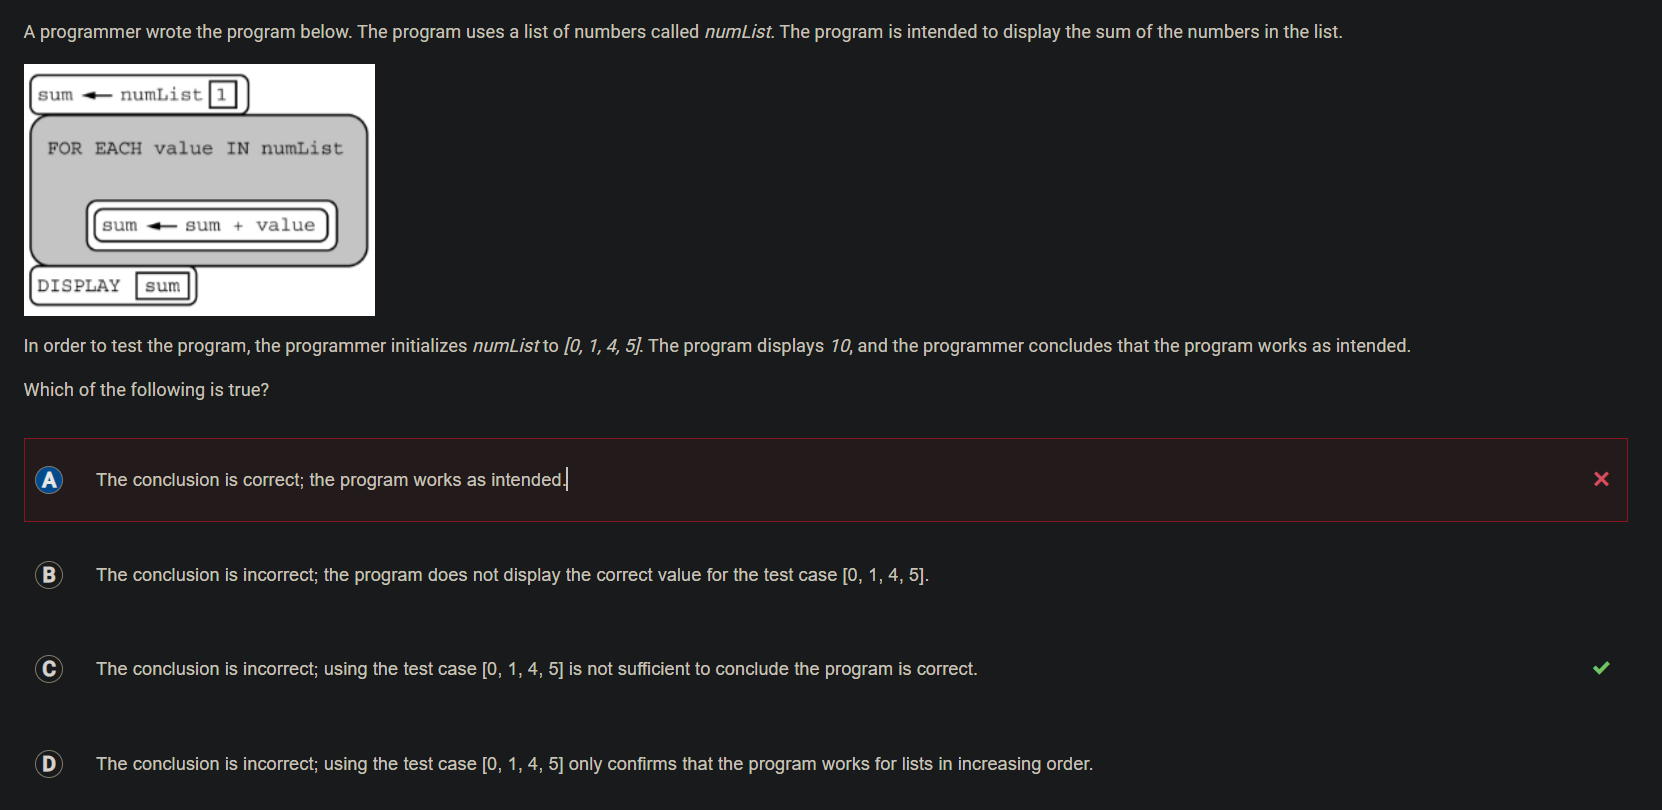 A programmer wrote the program below. The program uses a list of numbers called numList. The program is intended to display the sum of the numbers in the list.
sum ← numList 1
FOR EACH value IN numList
sum ← sum + value
DISPLAY sum
In order to test the program, the programmer initializes numList to [0, 1, 4, 5]. The program displays 10, and the programmer concludes that the program works as intended.
Which of the following is true?
A The conclusion is correct; the program works as intended.
B The conclusion is incorrect; the program does not display the correct value for the test case [0, 1, 4, 5].
C The conclusion is incorrect; using the test case [0, 1, 4, 5] is not sufficient to conclude the program is correct.
D The conclusion is incorrect; using the test case [0, 1, 4, 5] only confirms that the program works for lists in increasing order.